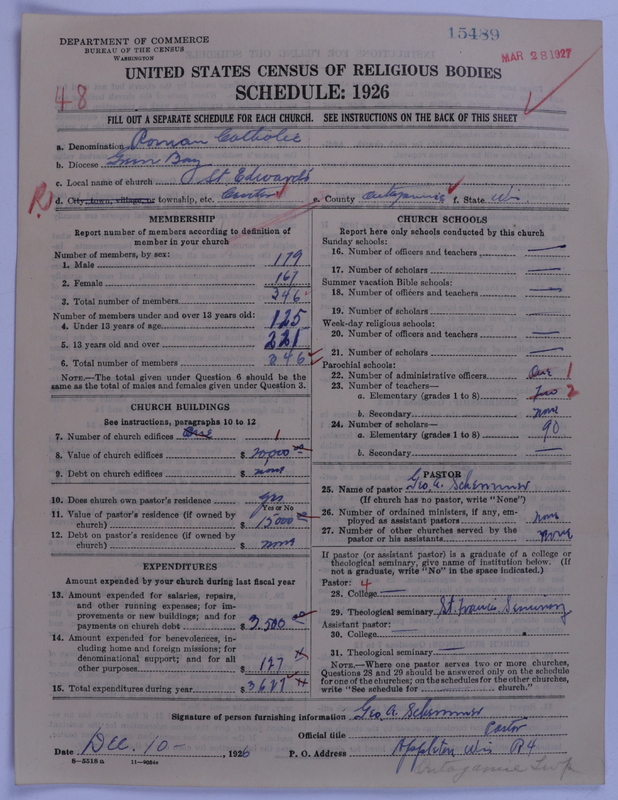 15489
DEPARTMENT OF COMMERCE
BUREAU OF THE CENSUS
WASHINGTON
MAR 28 1927
UNITED STATES CENSUS OF RELIGIOUS BODIES
48
SCHEDULE: 1926
FILL OUT A SEPARATE SCHEDULE FOR EACH CHURCH. SEE INSTRUCTIONS ON THE BACK OF THIS SHEET
a. Denomination Roman Catholic
b. Diocese Green Bay
c. Local name of church St. Edwards
R d. City, town, village, or township, etc. Center e. County Outagamie f. State Wis
MEMBERSHIP
Report number of members according to definition of
member in your church
Number of members, by sex:
1. Male 179
2. Female 167
3. Total number of members 346
Number of members under and over 13 years old:
4. Under 13 years of age 125
5. 13 years old and over 221
6. Total number of members 346
NOTE.—The total given under Question 6 should be
same as the total of males and females given under Question 3.
CHURCH BUILDINGS
See instructions, paragraphs 10 to 12
7. Number of church edifices One 1
8. Value of church edifices $ 20,000
9. Debt on church edifices $ none
10. Does church own pastor's residence yes
Yes or No
11. Value of pastor's residence (if owned by
church) $ 15000
12. Debt on pastor's residence (if owned by
church) $ none
EXPENDITURES
Amount expended by your church during last fiscal year
13. Amount expended for salaries, repairs,
and other running expenses; for im-
provements or new buildings; and for
payments on church debt $ 3,500
14. Amount expended for benevolences, in-
cluding home and foreign missions; for
denominational support; and for all
other purposes $ 127
15. Total expenditures during year $ 3627
CHURCH SCHOOLS
Report here only schools conducted by this church
Sunday schools:
16. Number of officers and teachers
17. Number of scholars
Summer vacation Bible schools:
18. Number of officers and teachers
19. Number of scholars
Week-day religious schools:
20. Number of officers and teachers
21. Number of scholars
Parochial schools:
22. Number of administrative officers One 1
23. Number of teachers—
a. Elementary (grades 1 to 8) Two 2
b. Secondary none
24. Number of scholars—
a. Elementary (grades 1 to 8) 90
b. Secondary
PASTOR
25. Name of pastor Geo. A.
(If church has no pastor, write "None")
26. Number of ordained ministers, if any, em-
ployed as assistant pastors none
27. Number of other churches served by the
pastor or his assistants none
If pastor (or assistant pastor) is a graduate of a college or
theological seminary, give name of institution below. (If
not a graduate, write "No" in the space indicated.)
Pastor: 4
28. College
29. Theological seminary St. Francis Seminary
Assistant pastor:
30. College
31. Theological seminary
NOTE.—Where one pastor serves two or more churches,
Questions 28 and 29 should be answered only on the schedule
for one of the churches; on the schedules for the other churches,
write "See schedule for church."
Signature of person furnishing information Geo. A.
Official title Pastor
Date Dec. 10 — , 1926 P. O. Address Appleton Wis R4
8—5518 a
Outagamie Twp